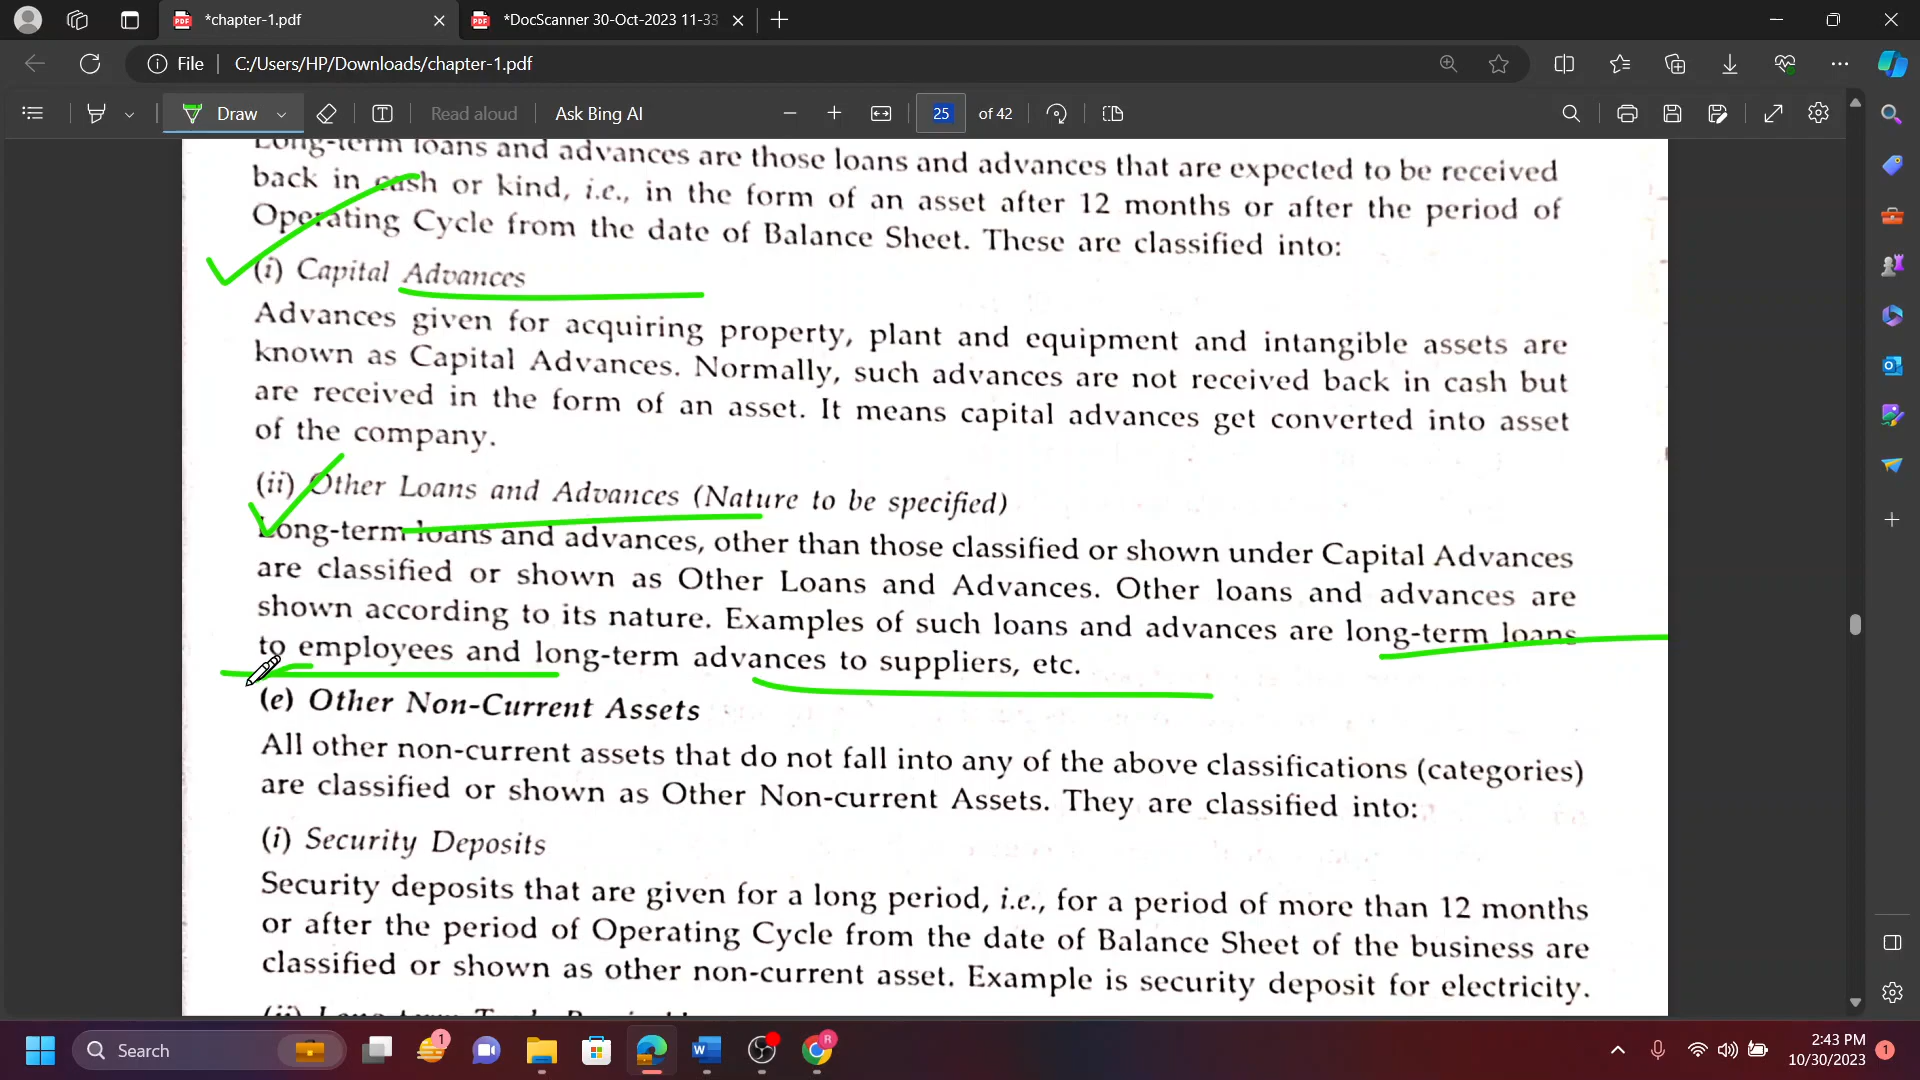 *chapter-1.pdf
*DocScanner 30-Oct-2023 11-33
File
C:/Users/HP/Downloads/chapter-1.pdf
Draw
Read aloud
Ask Bing AI
25 of 42
Long-term loans and advances are those loans and advances that are expected to be received
back in cash or kind, i.e., in the form of an asset after 12 months or after the period of
Operating Cycle from the date of Balance Sheet. These are classified into:
(i) Capital Advances
Advances given for acquiring property, plant and equipment and intangible assets are
known as Capital Advances. Normally, such advances are not received back in cash but
are received in the form of an asset. It means capital advances get converted into asset
of the company.
(ii) Other Loans and Advances (Nature to be specified)
Long-term loans and advances, other than those classified or shown under Capital Advances
are classified or shown as Other Loans and Advances. Other loans and advances are
shown according to its nature. Examples of such loans and advances are long-term loans
to employees and long-term advances to suppliers, etc.
(e) Other Non-Current Assets
All other non-current assets that do not fall into any of the above classifications (categories)
are classified or shown as Other Non-current Assets. They are classified into:
(i) Security Deposits
Security deposits that are given for a long period, i.e., for a period of more than 12 months
or after the period of Operating Cycle from the date of Balance Sheet of the business are
classified or shown as other non-current asset. Example is security deposit for electricity.
Search
1
R
2:43 PM
10/30/2023
1